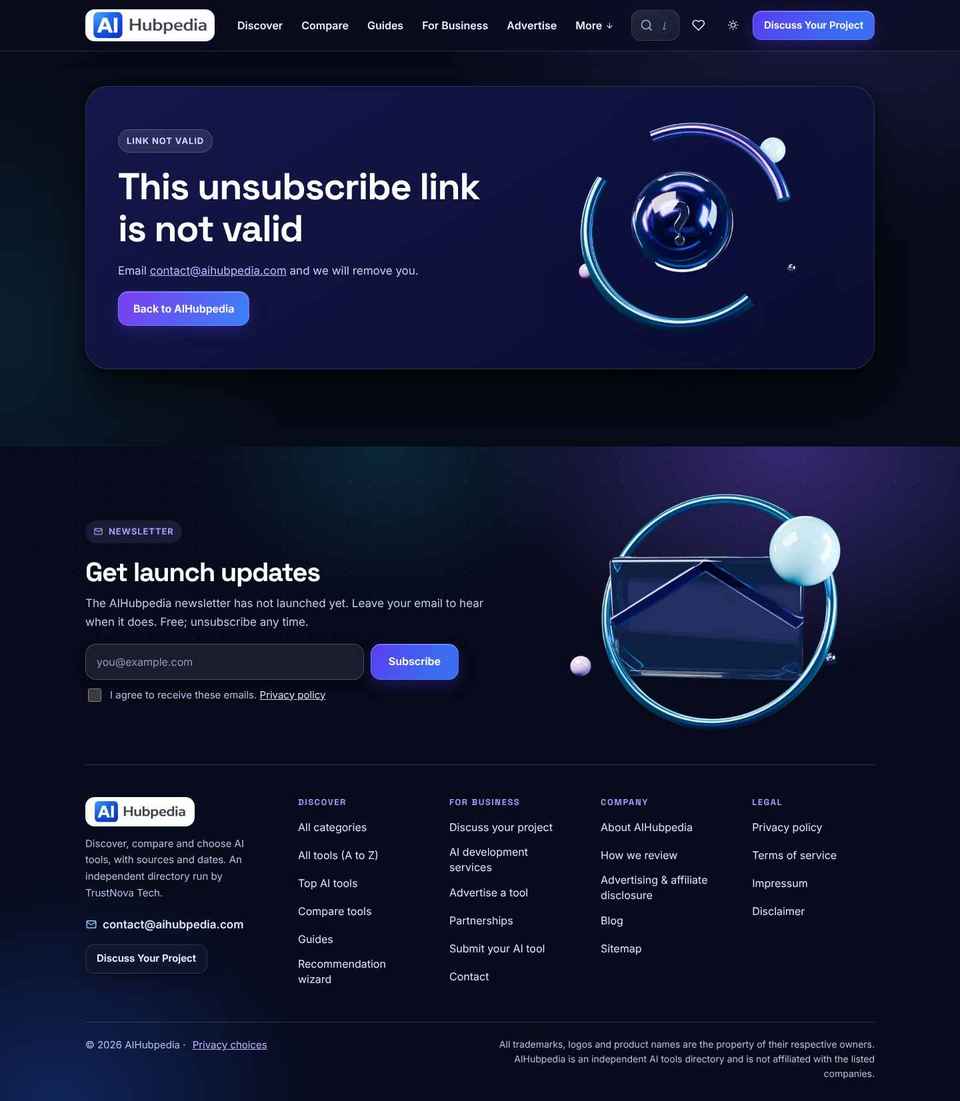 AI Hubpedia
Discover
Compare
Guides
For Business
Advertise
More
/
Discuss Your Project
LINK NOT VALID
This unsubscribe link
is not valid
Email contact@aihubpedia.com and we will remove you.
Back to AIHubpedia
?
NEWSLETTER
Get launch updates
The AIHubpedia newsletter has not launched yet. Leave your email to hear
when it does. Free; unsubscribe any time.
you@example.com
Subscribe
I agree to receive these emails. Privacy policy
AI Hubpedia
Discover, compare and choose AI
tools, with sources and dates. An
independent directory run by
TrustNova Tech.
contact@aihubpedia.com
Discuss Your Project
DISCOVER
All categories
All tools (A to Z)
Top AI tools
Compare tools
Guides
Recommendation
wizard
FOR BUSINESS
Discuss your project
AI development
services
Advertise a tool
Partnerships
Submit your AI tool
Contact
COMPANY
About AIHubpedia
How we review
Advertising & affiliate
disclosure
Blog
Sitemap
LEGAL
Privacy policy
Terms of service
Impressum
Disclaimer
© 2026 AIHubpedia · Privacy choices
All trademarks, logos and product names are the property of their respective owners.
AIHubpedia is an independent AI tools directory and is not affiliated with the listed
companies.